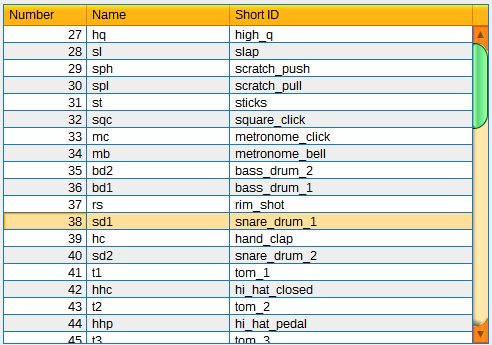 Number Name Short ID
27 hq high_q
28 sl slap
29 sph scratch_push
30 spl scratch_pull
31 st sticks
32 sqc square_click
33 mc metronome_click
34 mb metronome_bell
35 bd2 bass_drum_2
36 bd1 bass_drum_1
37 rs rim_shot
38 sd1 snare_drum_1
39 hc hand_clap
40 sd2 snare_drum_2
41 t1 tom_1
42 hhc hi_hat_closed
43 t2 tom_2
44 hhp hi_hat_pedal
45 t3 tom_3